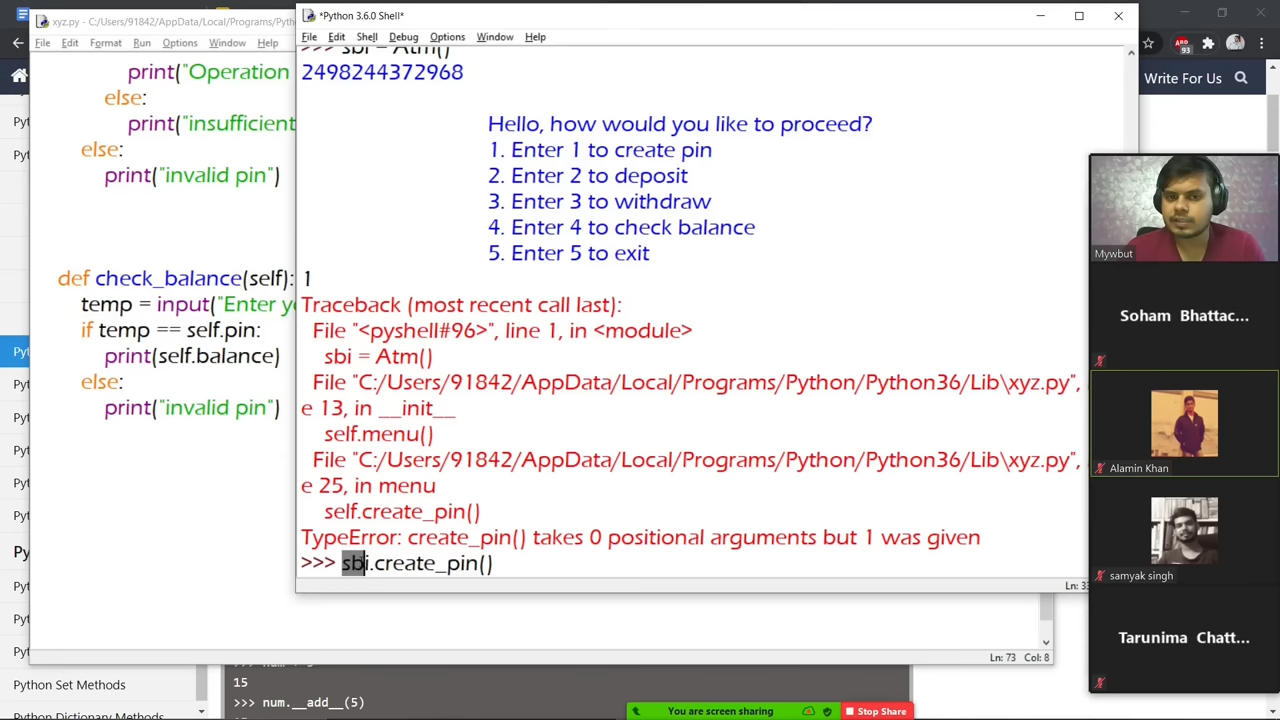 xyz.py - C:/Users/91842/AppData/Local/Programs/Pyth
File Edit Format Run Options Window Help
print("Operation
else:
print("insufficient
else:
print("invalid pin")
def check_balance(self):
temp = input("Enter yo
if temp == self.pin:
print(self.balance)
else:
print("invalid pin")
Ln: 73 Col: 8
*Python 3.6.0 Shell*
File Edit Shell Debug Options Window Help
>>> sbi = Atm()
2498244372968
Hello, how would you like to proceed?
1. Enter 1 to create pin
2. Enter 2 to deposit
3. Enter 3 to withdraw
4. Enter 4 to check balance
5. Enter 5 to exit
1
Traceback (most recent call last):
File "<pyshell#96>", line 1, in <module>
sbi = Atm()
File "C:/Users/91842/AppData/Local/Programs/Python/Python36/Lib\xyz.py",
e 13, in __init__
self.menu()
File "C:/Users/91842/AppData/Local/Programs/Python/Python36/Lib\xyz.py",
e 25, in menu
self.create_pin()
TypeError: create_pin() takes 0 positional arguments but 1 was given
>>> sbi.create_pin()
Ln: 33
93
Write For Us
Mywbut
Soham Bhattac...
Alamin Khan
samyak singh
Tarunima Chatt...
Pyt
Python Set Methods
Python Dictionary Methods
15
>>> num.__add__(5)
You are screen sharing
Stop Share